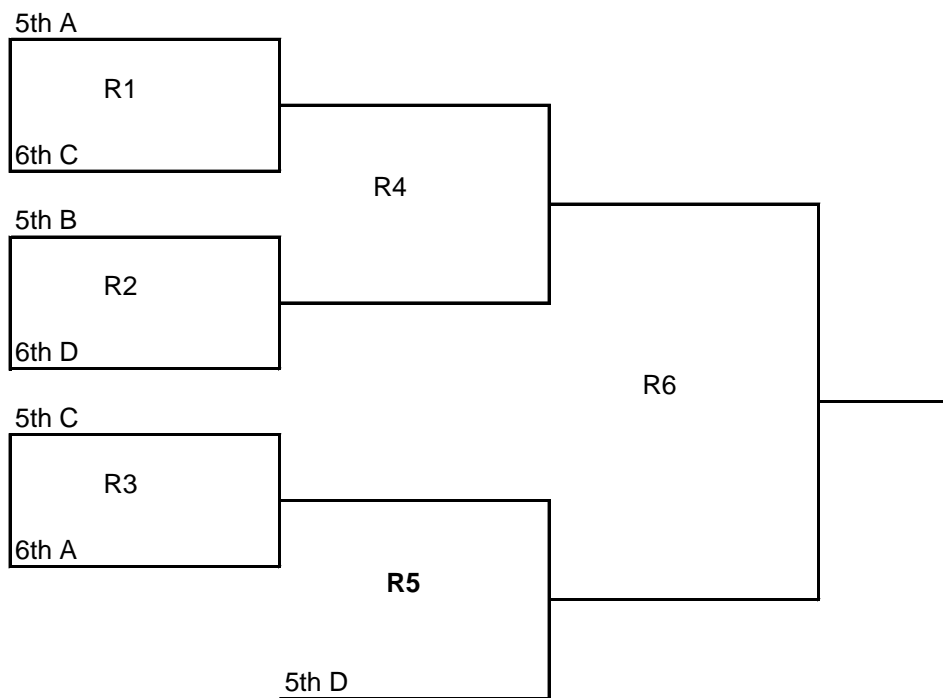 5th A
R1
6th C
R4
5th B
R2
6th D
R6
5th C
R3
6th A
R5
5th D